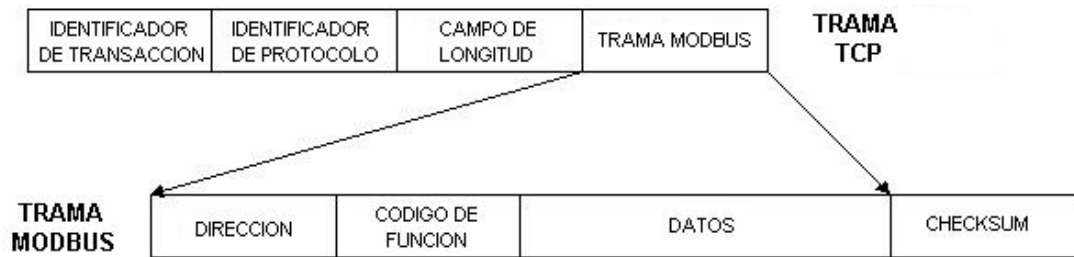 IDENTIFICADOR
DE TRANSACCION
IDENTIFICADOR
DE PROTOCOLO
CAMPO DE
LONGITUD
TRAMA MODBUS
TRAMA
TCP
TRAMA
MODBUS
DIRECCION
CODIGO DE
FUNCION
DATOS
CHECKSUM